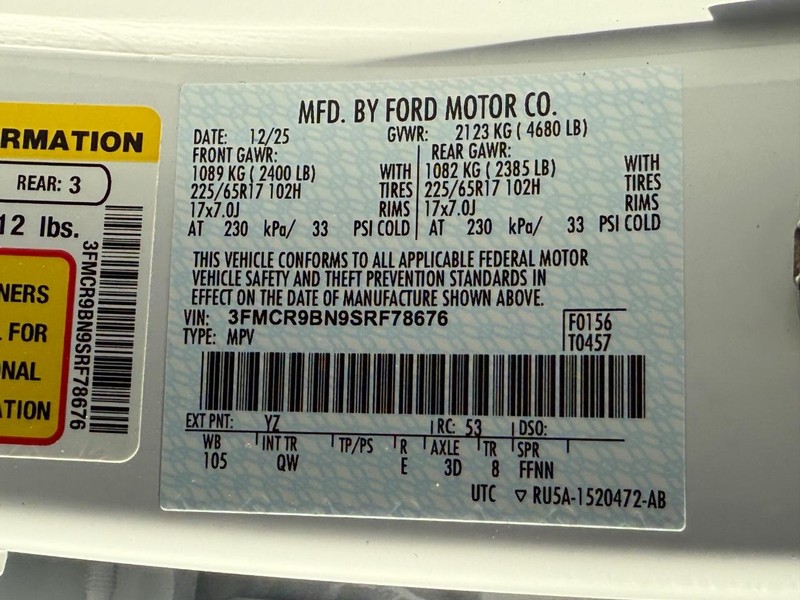 RMATION
REAR: 3
12 lbs.
NERS
L FOR
ONAL
ATION
3FMCR9BN9SRF78676
MFD. BY FORD MOTOR CO.
DATE: 12/25 GVWR: 2123 KG ( 4680 LB)
FRONT GAWR: REAR GAWR:
1089 KG ( 2400 LB) WITH 1082 KG ( 2385 LB) WITH
225/65R17 102H TIRES 225/65R17 102H TIRES
17x7.0J RIMS 17x7.0J RIMS
AT 230 kPa/ 33 PSI COLD AT 230 kPa/ 33 PSI COLD
THIS VEHICLE CONFORMS TO ALL APPLICABLE FEDERAL MOTOR
VEHICLE SAFETY AND THEFT PREVENTION STANDARDS IN
EFFECT ON THE DATE OF MANUFACTURE SHOWN ABOVE.
VIN: 3FMCR9BN9SRF78676 F0156
TYPE: MPV T0457
EXT PNT: YZ RC: 53 DSO:
WB INT TR TP/PS R AXLE TR SPR
105 QW E 3D 8 FFNN
UTC ▽ RU5A-1520472-AB